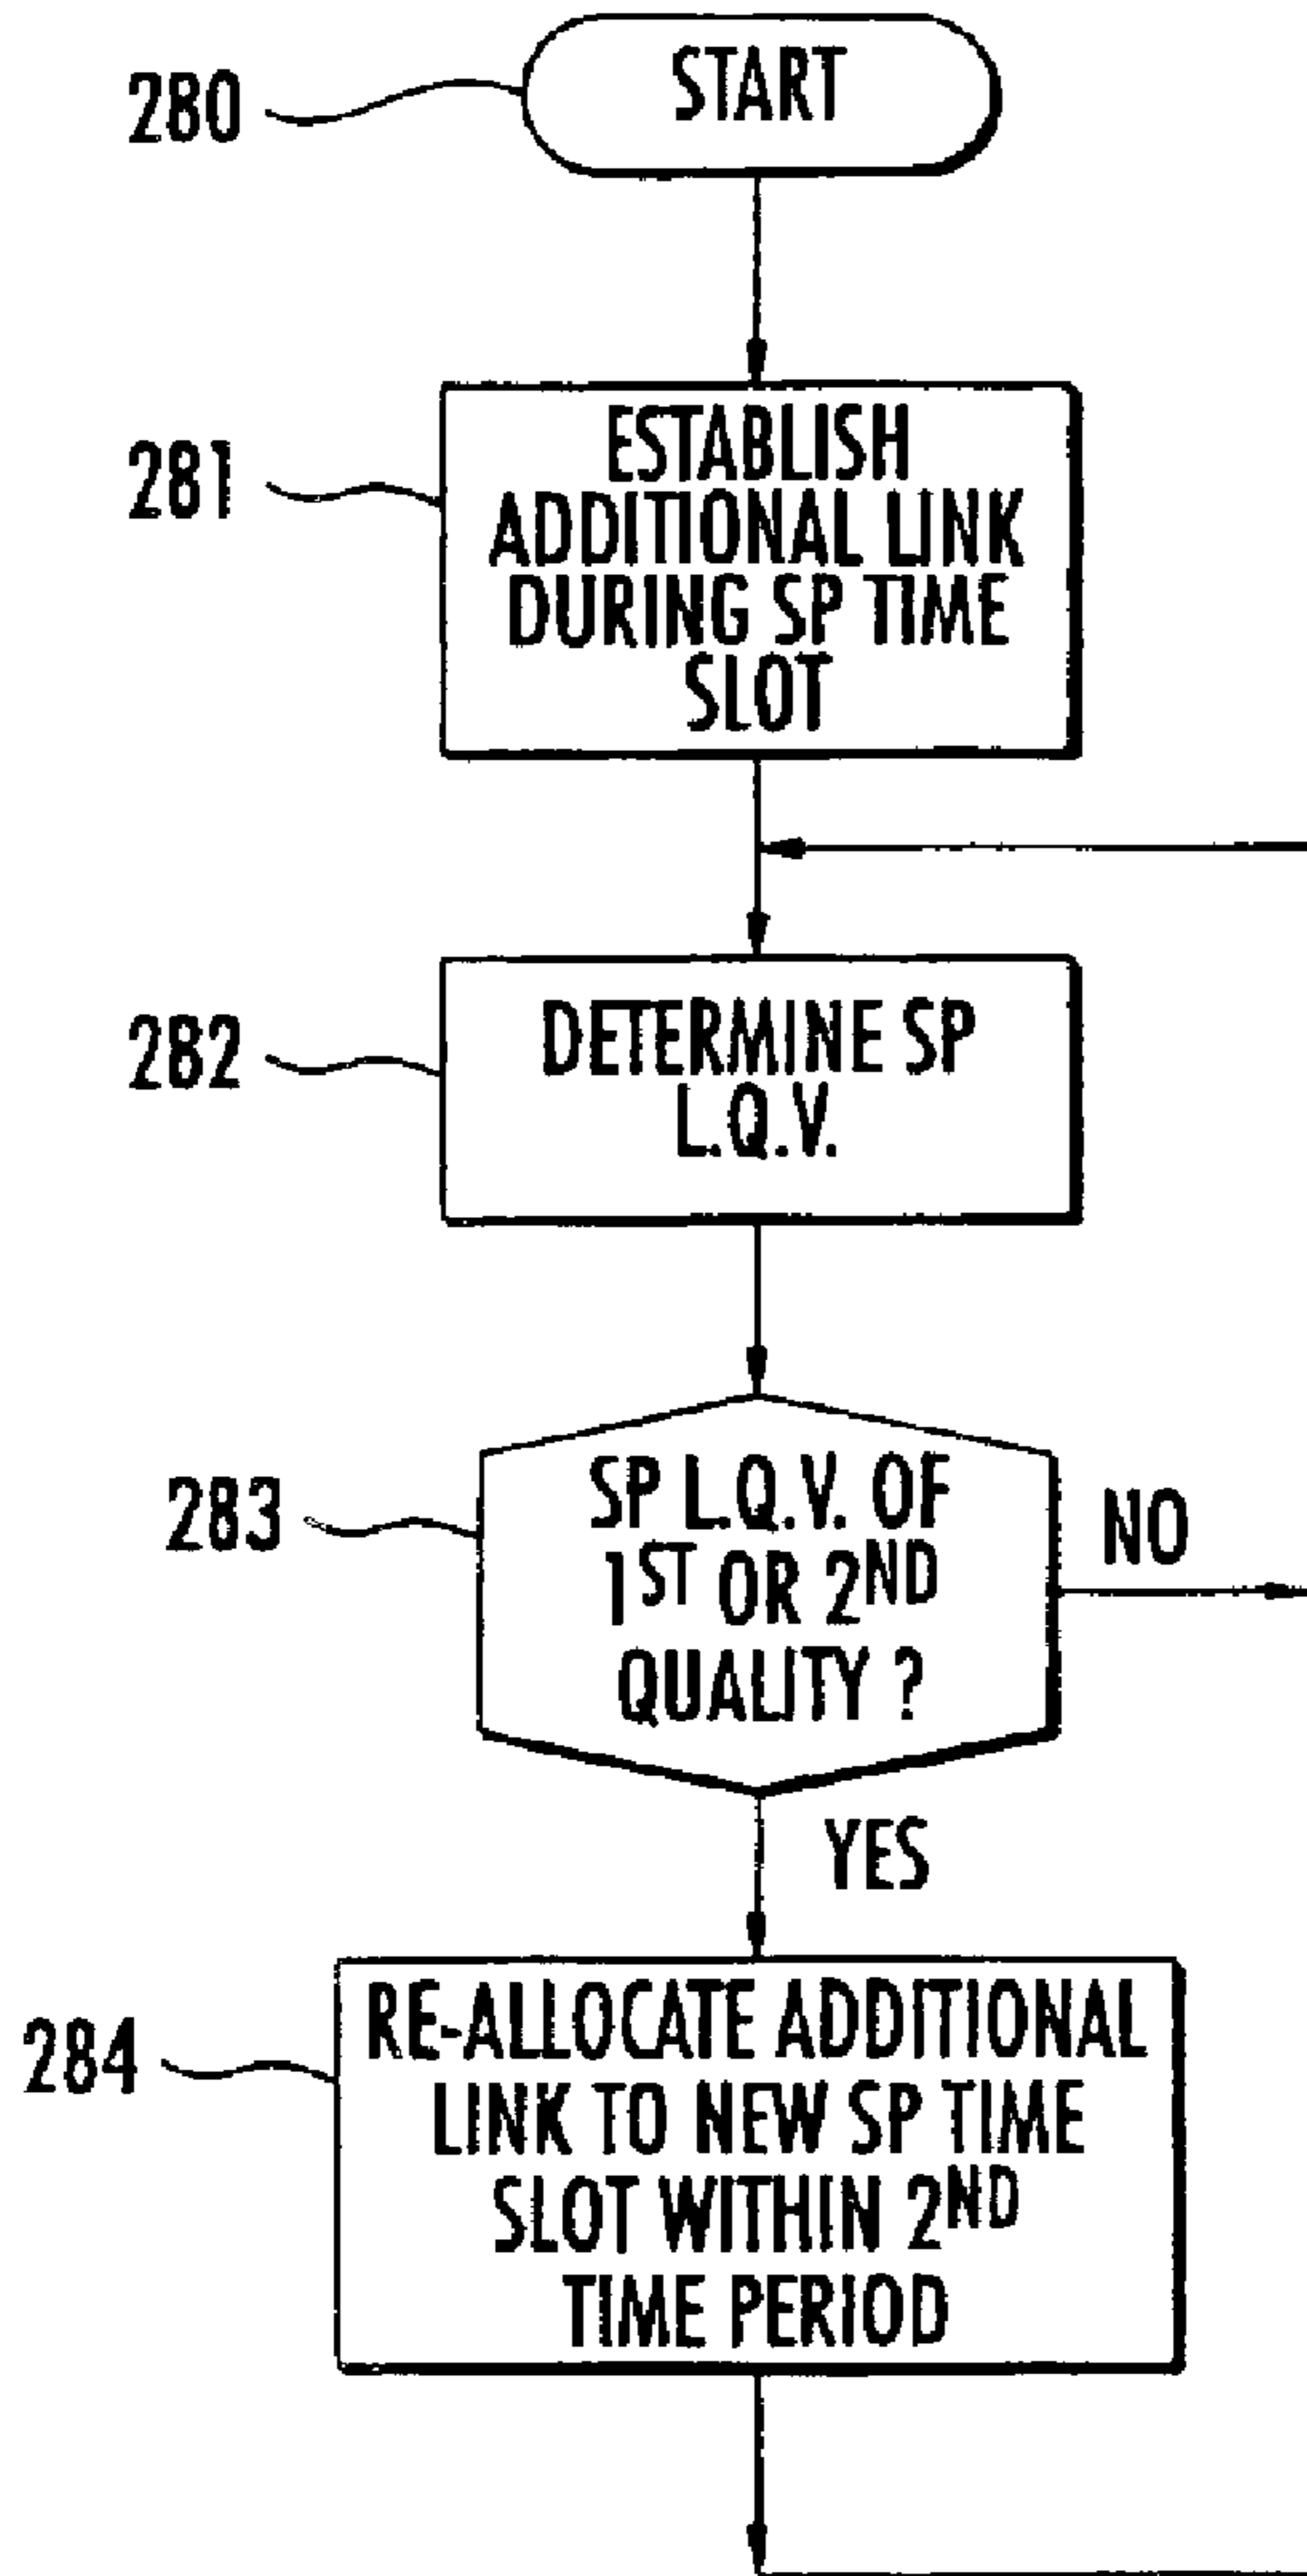 280
START
281
ESTABLISH
ADDITIONAL LINK
DURING SP TIME
SLOT
282
DETERMINE SP
L.Q.V.
283
SP L.Q.V. OF
1ST OR 2ND
QUALITY ?
NO
YES
284
RE-ALLOCATE ADDITIONAL
LINK TO NEW SP TIME
SLOT WITHIN 2ND
TIME PERIOD